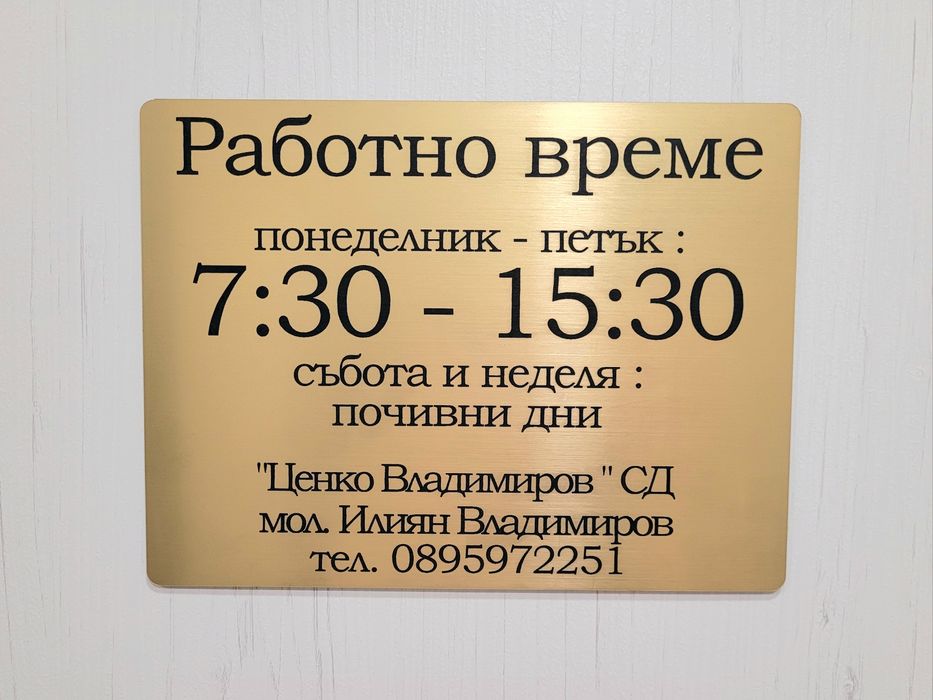 Работно време
понеделник - петък :
7:30 - 15:30
събота и неделя :
почивни дни
"Ценко Владимиров " СД
мол. Илиян Владимиров
тел. 0895972251